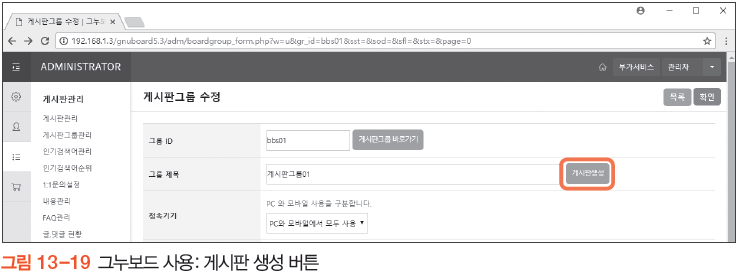 게시판그룹 수정 | 그누보
192.168.1.3/gnuboard5.3/adm/boardgroup_form.php?w=u&gr_id=bbs01&sst=&sod=&sfl=&stx=&page=0
ADMINISTRATOR
부가서비스 관리자
게시판관리
게시판관리
게시판그룹관리
인기검색어관리
인기검색어순위
1:1문의설정
내용관리
FAQ관리
글,댓글 현황
게시판그룹 수정
목록 확인
그룹 ID
bbs01
게시판그룹 바로가기
그룹 제목
게시판그룹01
게시판생성
접속기기
PC 와 모바일 사용을 구분합니다.
PC와 모바일에서 모두 사용
그림 13-19 그누보드 사용: 게시판 생성 버튼